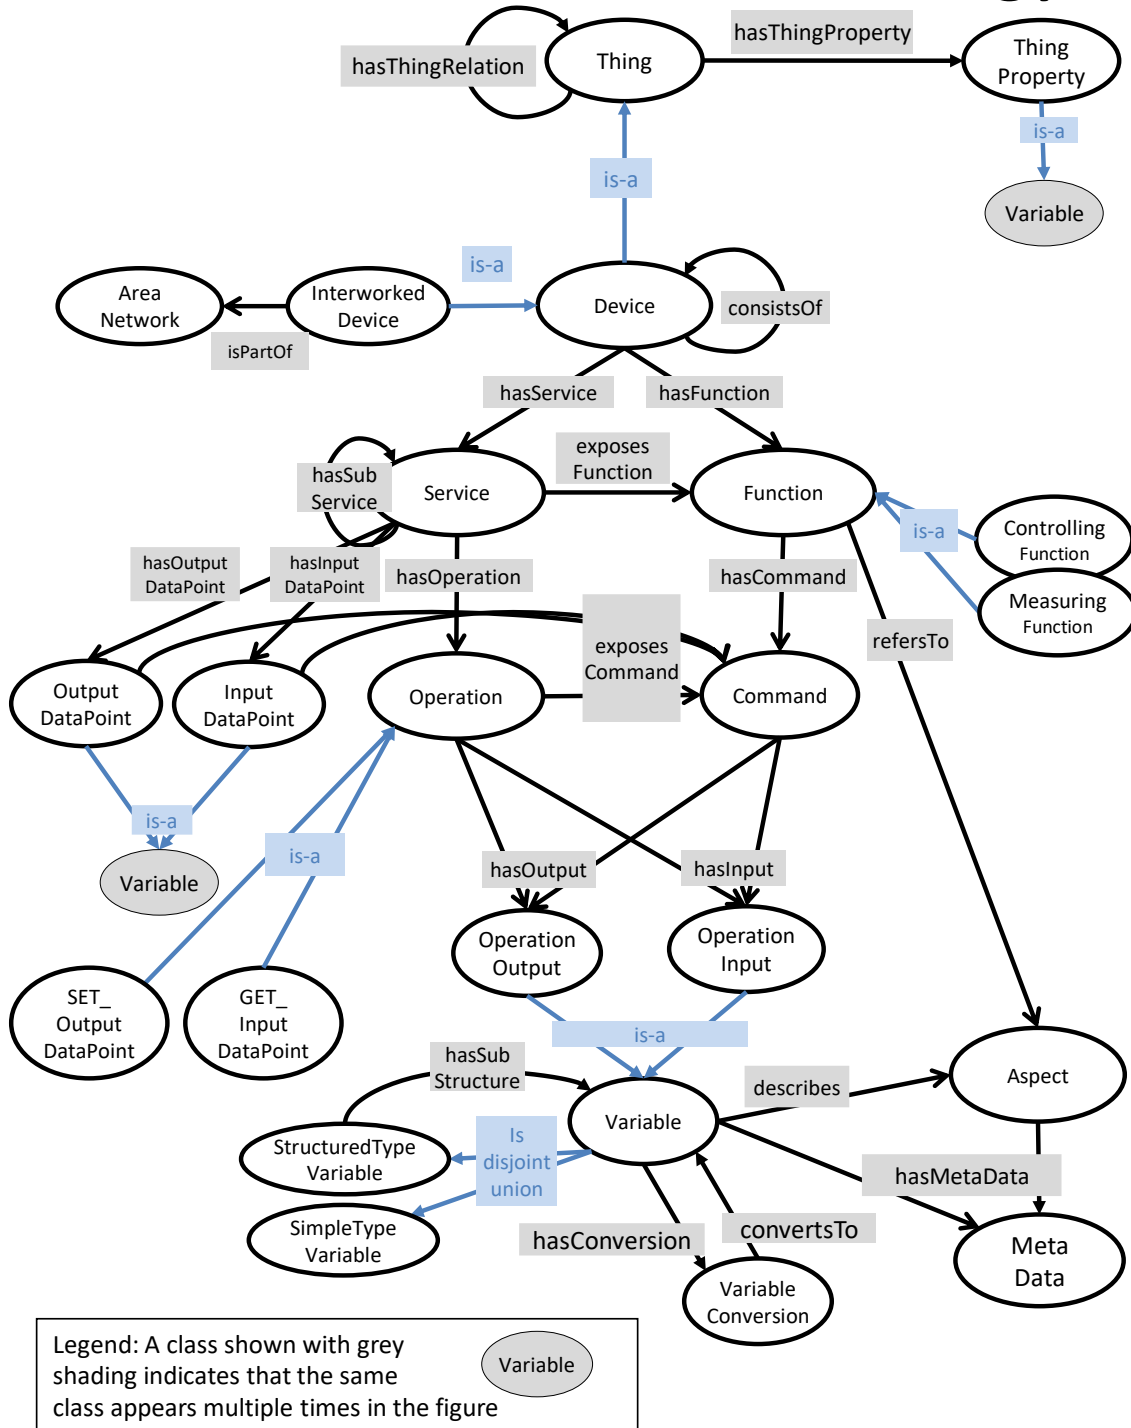 hasThingProperty
Thing
Property
Thing
hasThingRelation
is-a
is-a
Variable
is-a
Area
Network
Interworked
Device
Device
consistsOf
isPartOf
hasService
hasFunction
exposes
Function
hasSub
Service
Service
Function
Controlling
Function
is-a
hasOutput
DataPoint
hasInput
DataPoint
hasOperation
hasCommand
Measuring
Function
refersTo
exposes
Command
Output
DataPoint
Input
DataPoint
Operation
Command
is-a
is-a
Variable
hasOutput
hasInput
Operation
Output
Operation
Input
SET_
Output
DataPoint
GET_
Input
DataPoint
is-a
hasSub
Structure
describes
Aspect
Variable
StructuredType
Variable
Is
disjoint
union
hasMetaData
SimpleType
Variable
hasConversion
convertsTo
Meta
Data
Variable
Conversion
Legend: A class shown with grey
shading indicates that the same
class appears multiple times in the figure
Variable